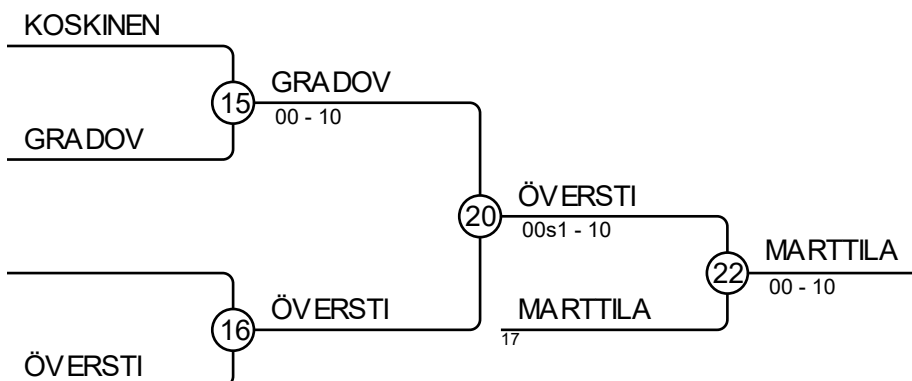 KOSKINEN
15
GRADOV
00 - 10
GRADOV
20
ÖVERSTI
00s1 - 10
22
MARTTILA
00 - 10
16
ÖVERSTI
MARTTILA
17
ÖVERSTI